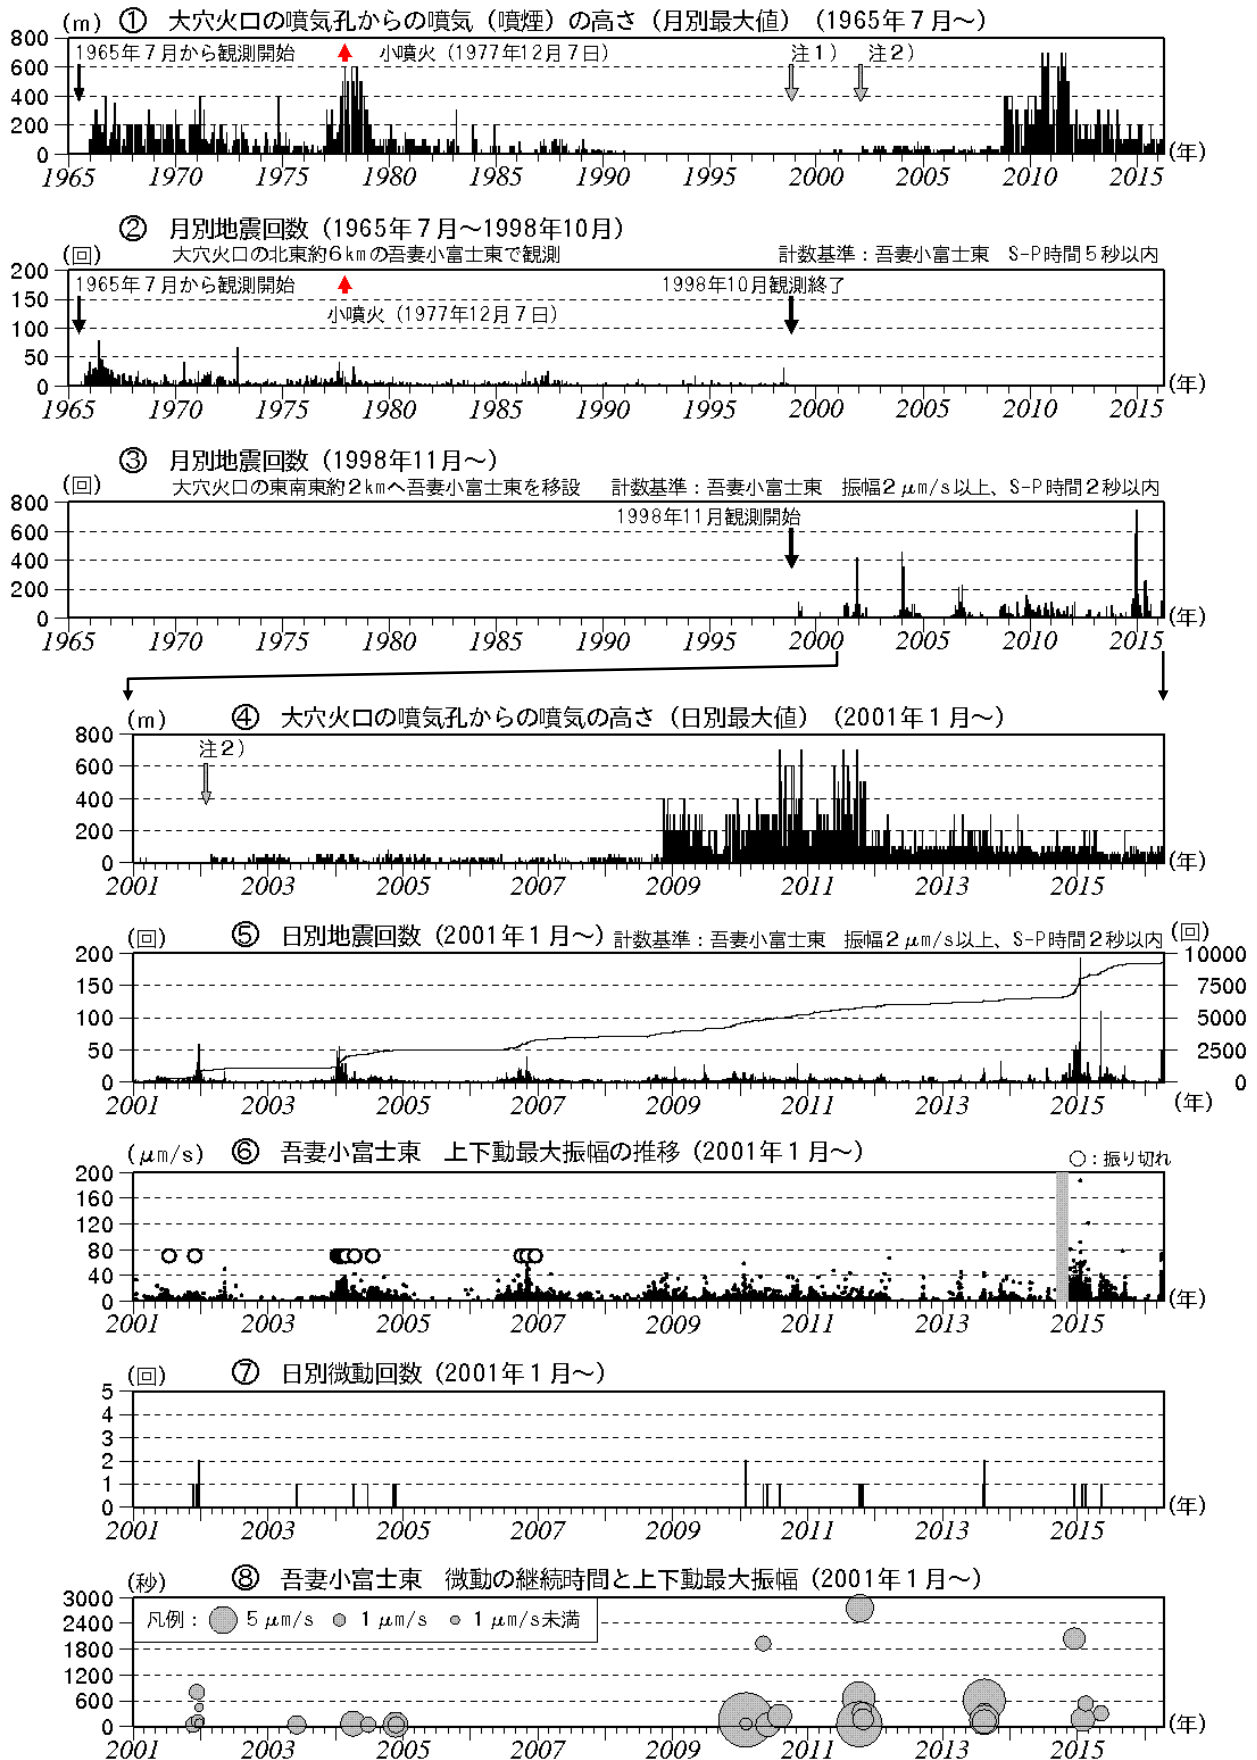 (m) ① 大穴火口の噴気孔からの噴気(噴煙)の高さ(月別最大値) (1965年7月~)
800
1965年7月から観測開始 小噴火(1977年12月7日) 注1) 注2)
600
400
200
0 (年)
1965 1970 1975 1980 1985 1990 1995 2000 2005 2010 2015
② 月別地震回数(1965年7月~1998年10月)
(回) 大穴火口の北東約6kmの吾妻小富士東で観測 計数基準:吾妻小富士東 S-P時間5秒以内
200
1965年7月から観測開始 1998年10月観測終了
150
小噴火(1977年12月7日)
100
50
0 (年)
1965 1970 1975 1980 1985 1990 1995 2000 2005 2010 2015
③ 月別地震回数(1998年11月~)
(回) 大穴火口の東南東約2kmへ吾妻小富士東を移設 計数基準:吾妻小富士東 振幅2μm/s以上、S-P時間2秒以内
800
1998年11月観測開始
600
400
200
0 (年)
1965 1970 1975 1980 1985 1990 1995 2000 2005 2010 2015
(m) ④ 大穴火口の噴気孔からの噴気の高さ(日別最大値) (2001年1月~)
800
注2)
600
400
200
0 (年)
2001 2003 2005 2007 2009 2011 2013 2015
(回) ⑤ 日別地震回数(2001年1月~) 計数基準:吾妻小富士東 振幅2μm/s以上、S-P時間2秒以内 (回)
200 10000
150 7500
100 5000
50 2500
0 0
2001 2003 2005 2007 2009 2011 2013 2015 (年)
(μm/s) ⑥ 吾妻小富士東 上下動最大振幅の推移(2001年1月~) ○:振り切れ
200
160
120
80
40
0 (年)
2001 2003 2005 2007 2009 2011 2013 2015
(回) ⑦ 日別微動回数(2001年1月~)
5
4
3
2
1
0 (年)
2001 2003 2005 2007 2009 2011 2013 2015
(秒) ⑧ 吾妻小富士東 微動の継続時間と上下動最大振幅(2001年1月~)
3000
凡例: 5μm/s 1μm/s 1μm/s未満
2400
1800
1200
600
0 (年)
2001 2003 2005 2007 2009 2011 2013 2015